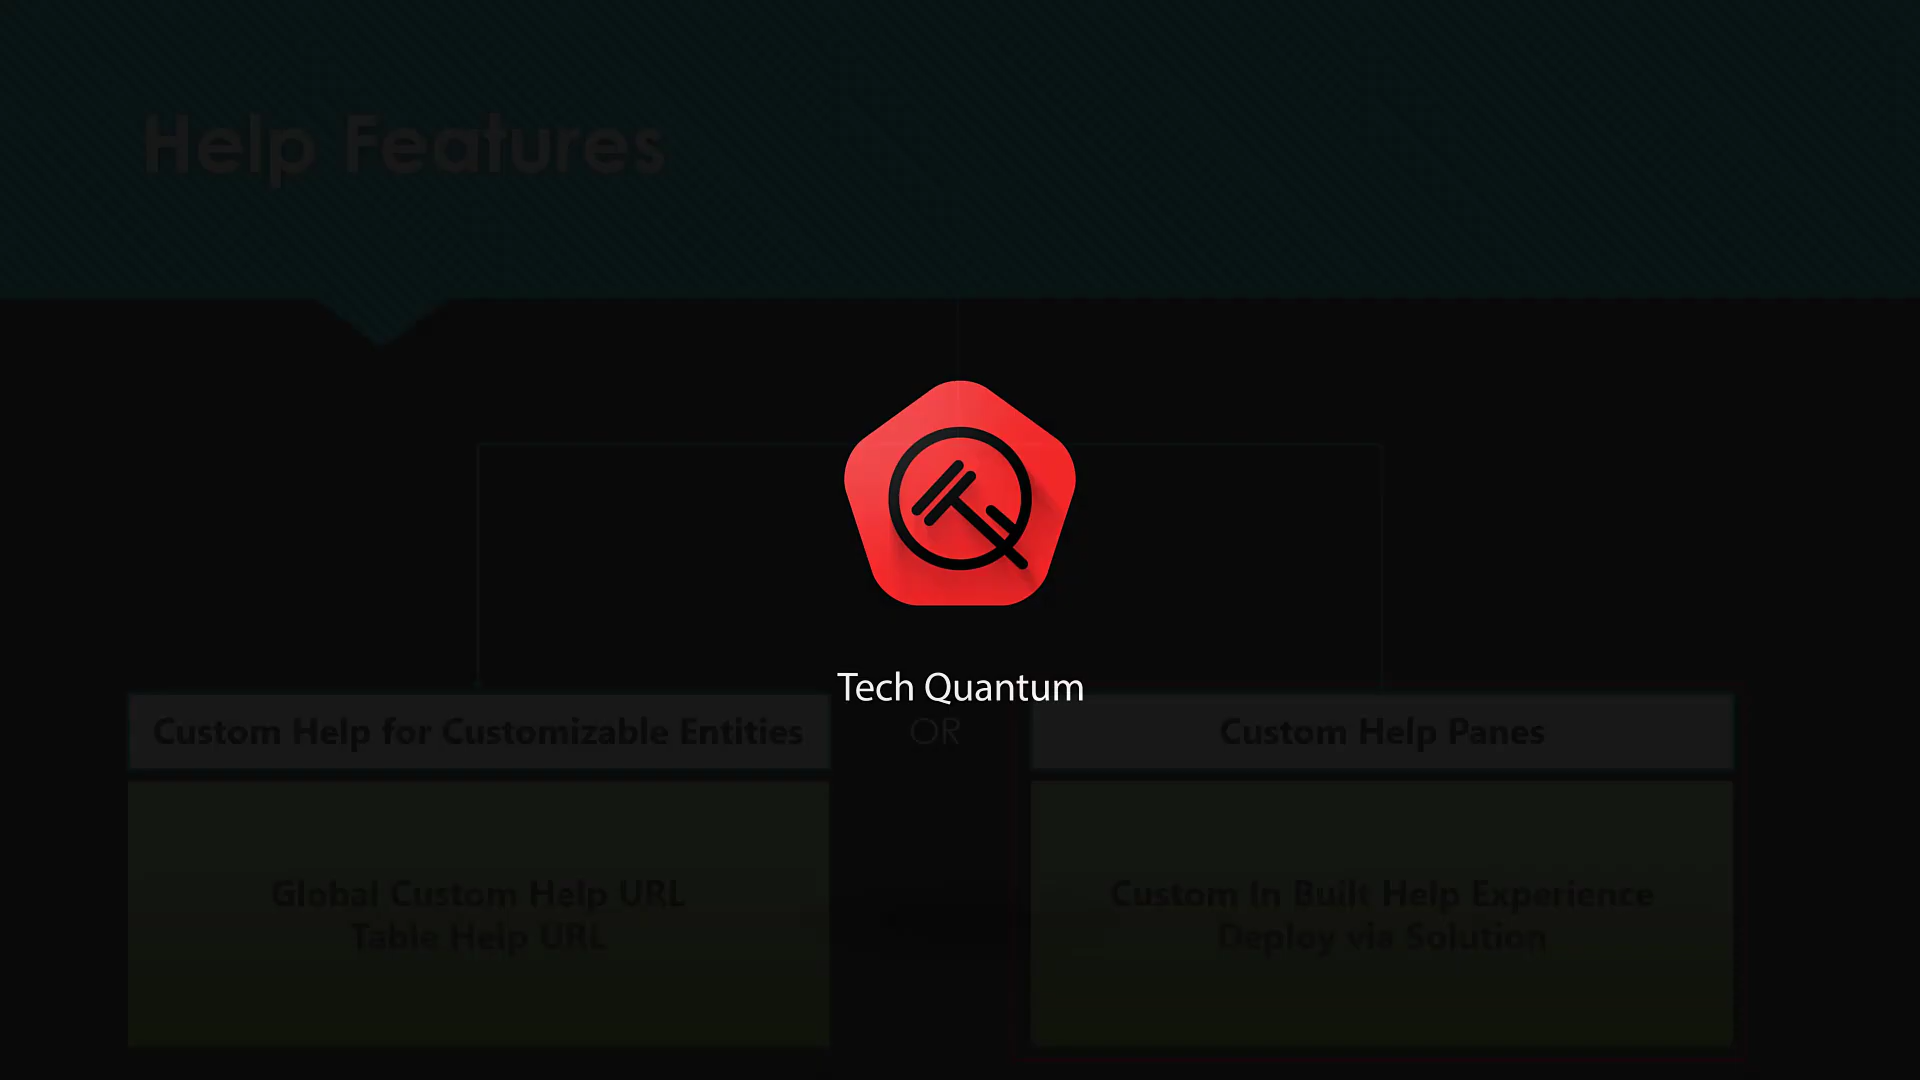 Help Features
Tech Quantum
Custom Help for Customizable Entities
OR
Custom Help Panes
Global Custom Help URL
Table Help URL
Custom In Built Help Experience
Deploy via Solution